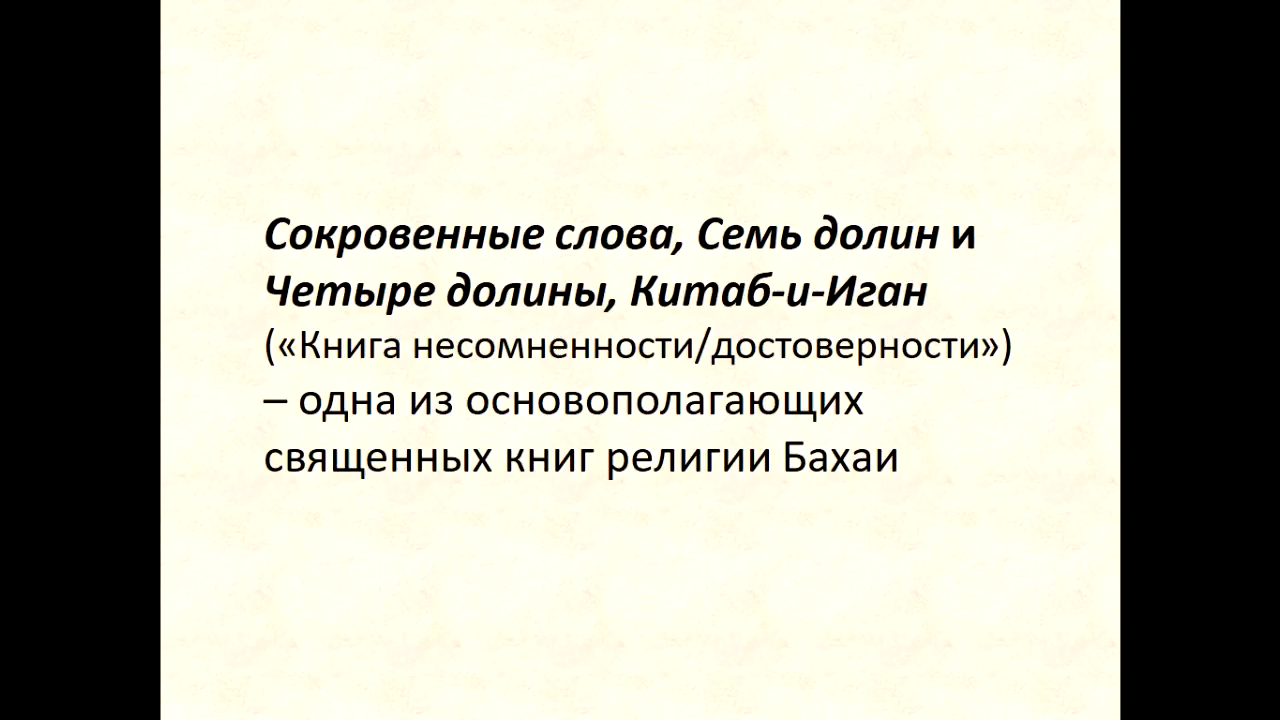 Сокровенные слова, Семь долин и
Четыре долины, Китаб-и-Иган
(«Книга несомненности/достоверности»)
– одна из основополагающих
священных книг религии Бахаи